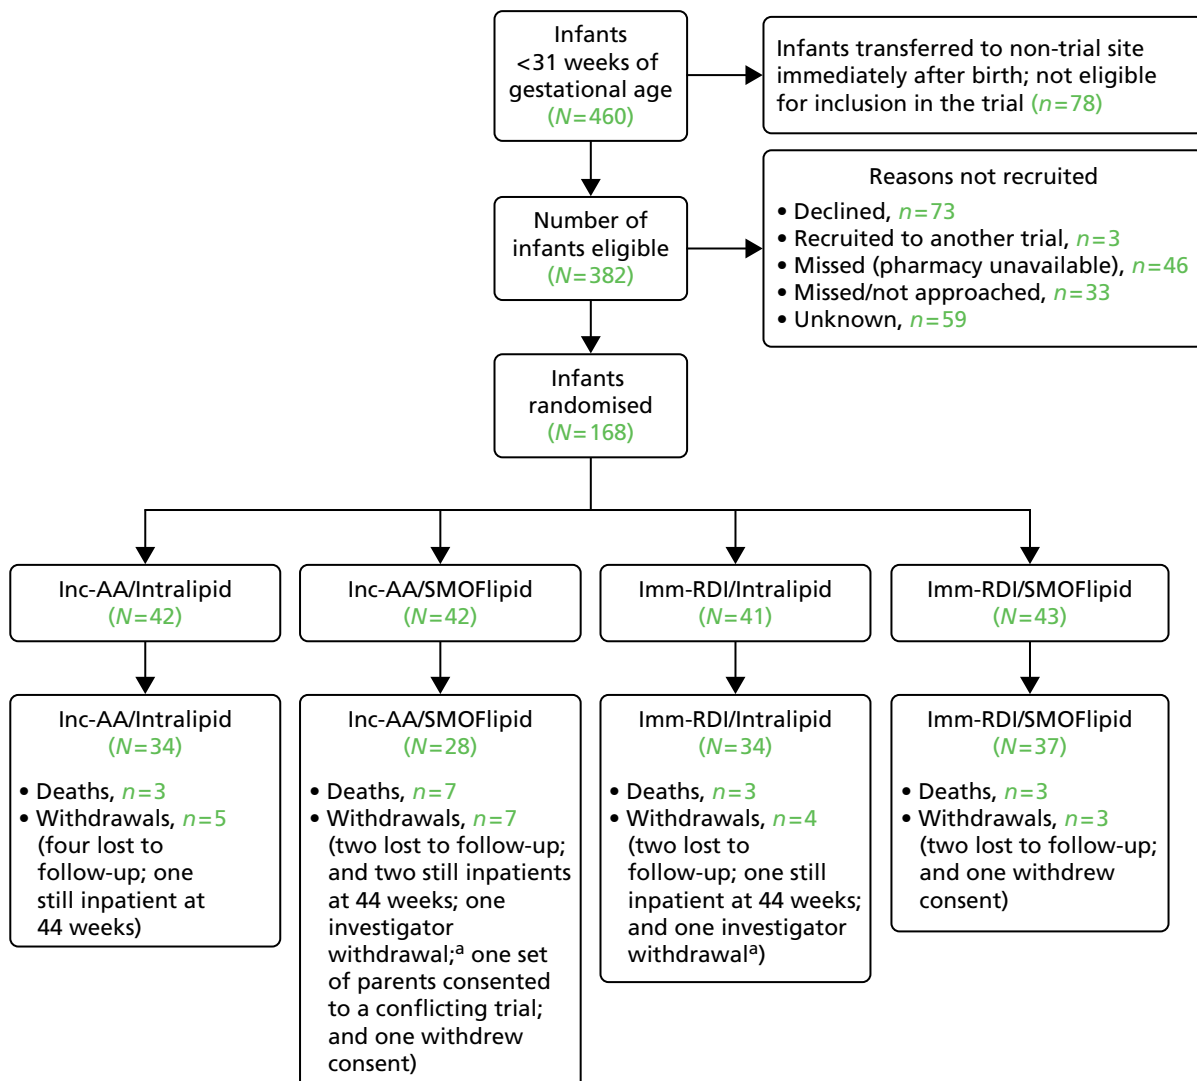 Infants
<31 weeks of
gestational age
(N=460)
Infants transferred to non-trial site
immediately after birth; not eligible
for inclusion in the trial (n=78)
Number of
infants eligible
(N=382)
Reasons not recruited
• Declined, n=73
• Recruited to another trial, n=3
• Missed (pharmacy unavailable), n=46
• Missed/not approached, n=33
• Unknown, n=59
Infants
randomised
(N=168)
Inc-AA/Intralipid
(N=42)
Inc-AA/SMOFlipid
(N=42)
Imm-RDI/Intralipid
(N=41)
Imm-RDI/SMOFlipid
(N=43)
Inc-AA/Intralipid
(N=34)
• Deaths, n=3
• Withdrawals, n=5
(four lost to
follow-up; one
still inpatient at
44 weeks)
Inc-AA/SMOFlipid
(N=28)
• Deaths, n=7
• Withdrawals, n=7
(two lost to follow-up;
and two still inpatients
at 44 weeks; one
investigator
withdrawal;a one set
of parents consented
to a conflicting trial;
and one withdrew
consent)
Imm-RDI/Intralipid
(N=34)
• Deaths, n=3
• Withdrawals, n=4
(two lost to
follow-up; one still
inpatient at 44 weeks;
and one investigator
withdrawala)
Imm-RDI/SMOFlipid
(N=37)
• Deaths, n=3
• Withdrawals, n=3
(two lost to follow-up;
and one withdrew
consent)